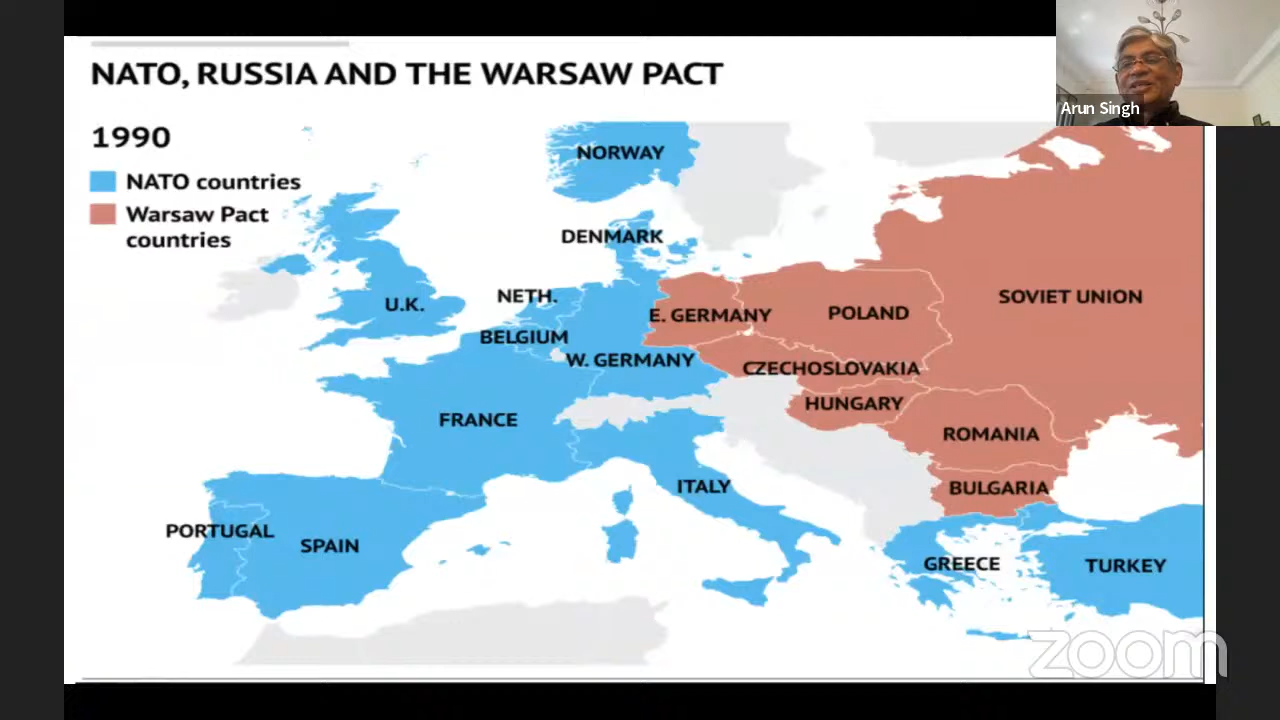 NATO, RUSSIA AND THE WARSAW PACT
Arun Singh
1990
NATO countries
Warsaw Pact
countries
NORWAY
DENMARK
NETH.
U.K.
BELGIUM
W. GERMANY
E. GERMANY
POLAND
SOVIET UNION
CZECHOSLOVAKIA
HUNGARY
FRANCE
ROMANIA
ITALY
BULGARIA
PORTUGAL
SPAIN
GREECE
TURKEY
zoom